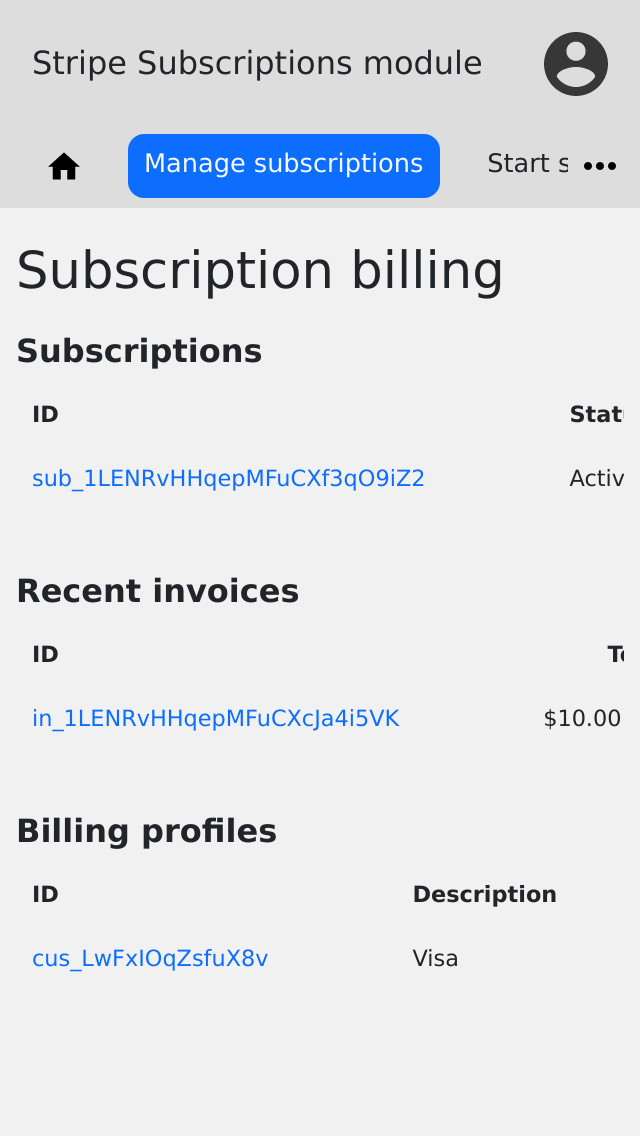 Stripe Subscriptions module
Manage subscriptions Start s
Subscription billing
Subscriptions
ID Stat
sub_1LENRvHHqepMFuCXf3qO9iZ2 Activ
Recent invoices
ID T
in_1LENRvHHqepMFuCXcJa4i5VK $10.00
Billing profiles
ID Description
cus_LwFxIOqZsfuX8v Visa